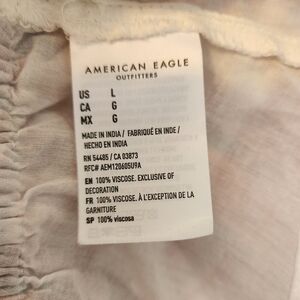 AMERICAN EAGLE
OUTFITTERS
US L
CA G
MX G
MADE IN INDIA / FABRIQUÉ EN INDE /
HECHO EN INDIA
RN 54485 / CA 03873
RFC# AEM120605U9A
EN 100% VISCOSE. EXCLUSIVE OF
DECORATION
FR 100% VISCOSE. À L'EXCEPTION DE LA
GARNITURE
SP 100% viscosa